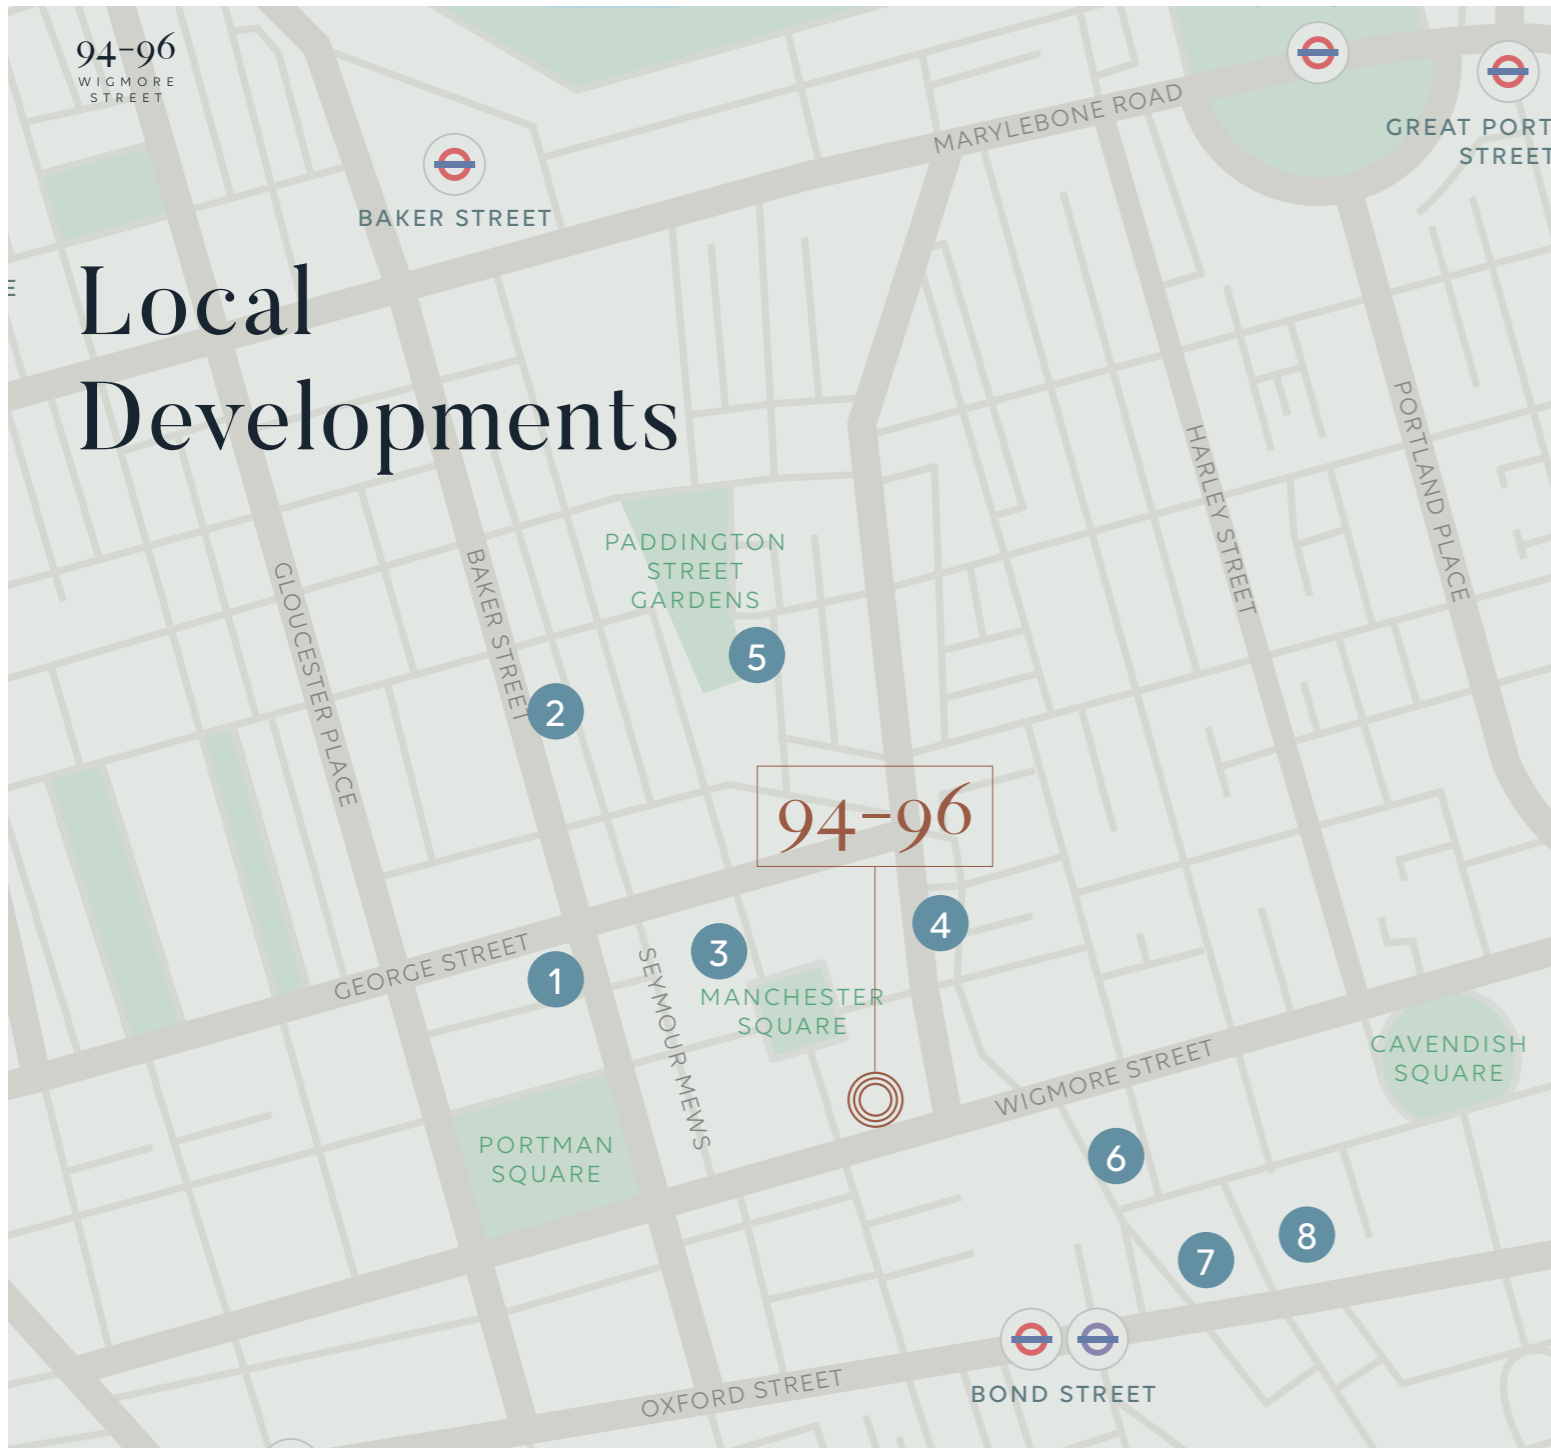 94–96
WIGMORE
STREET
MARYLEBONE ROAD
GREAT PORT
STREET
BAKER STREET
E
Local
Developments
PORTLAND PLACE
HARLEY STREET
PADDINGTON
STREET
GARDENS
BAKER STREET
GLOUCESTER PLACE
5
2
94–96
4
3
GEORGE STREET
1
SEYMOUR MEWS
MANCHESTER
SQUARE
CAVENDISH
SQUARE
WIGMORE STREET
PORTMAN
SQUARE
6
8
7
OXFORD STREET
BOND STREET